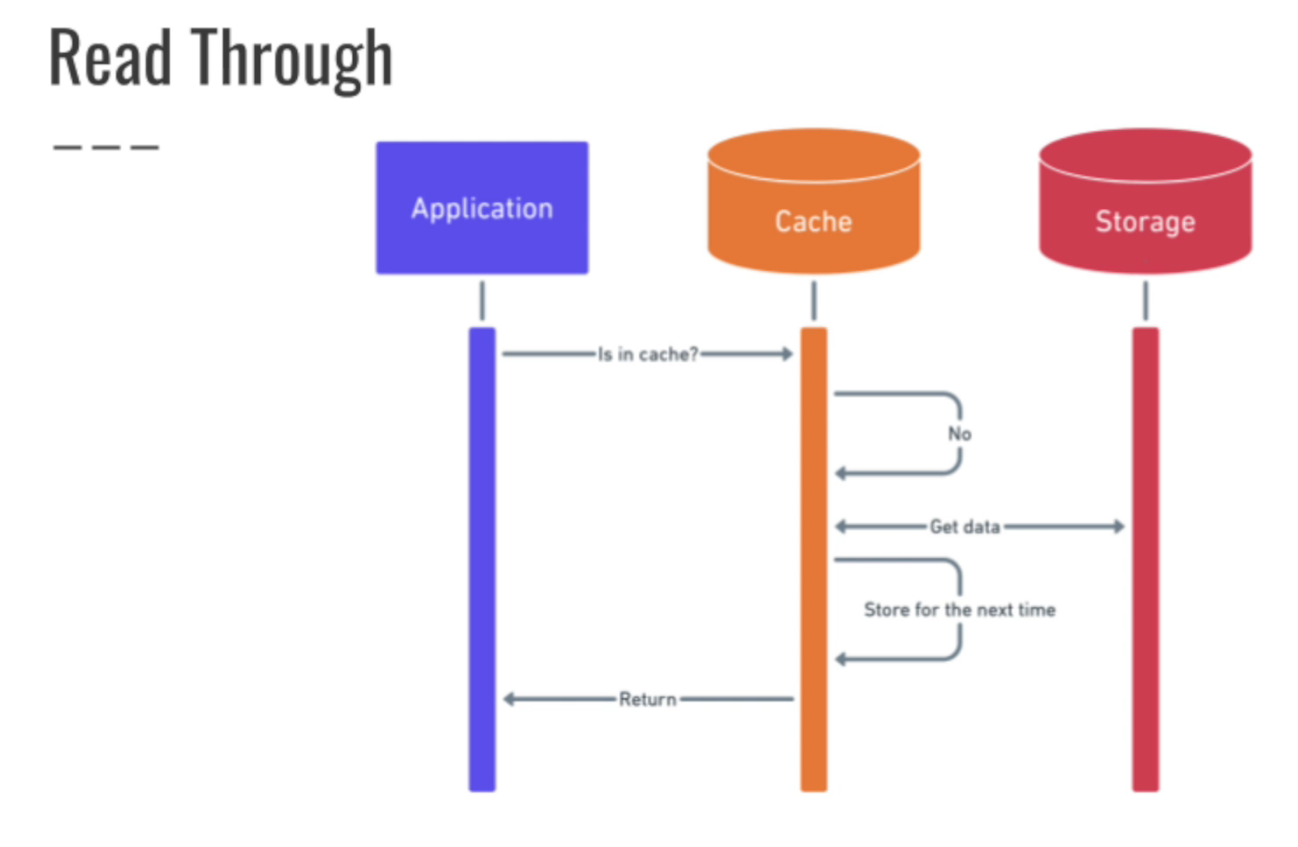 Read Through
Application
Cache
Storage
Is in cache?
No
Get data
Store for the next time
Return